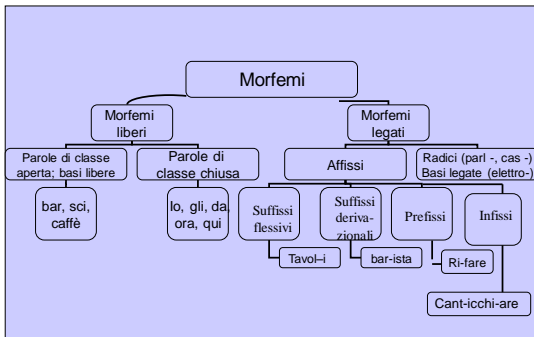 Morfemi
Morfemi
liberi
Morfemi
legati
Parole di classe
aperta; basi libere
Parole di
classe chiusa
Affissi
Radici (parl -, cas -)
Basi legate (elettro-)
bar, sci,
caffè
lo, gli, da,
ora, qui
Suffissi
flessivi
Suffissi
deriva-
zionali
Prefissi
Infissi
Tavol–i
bar-ista
Ri-fare
Cant-icchi-are